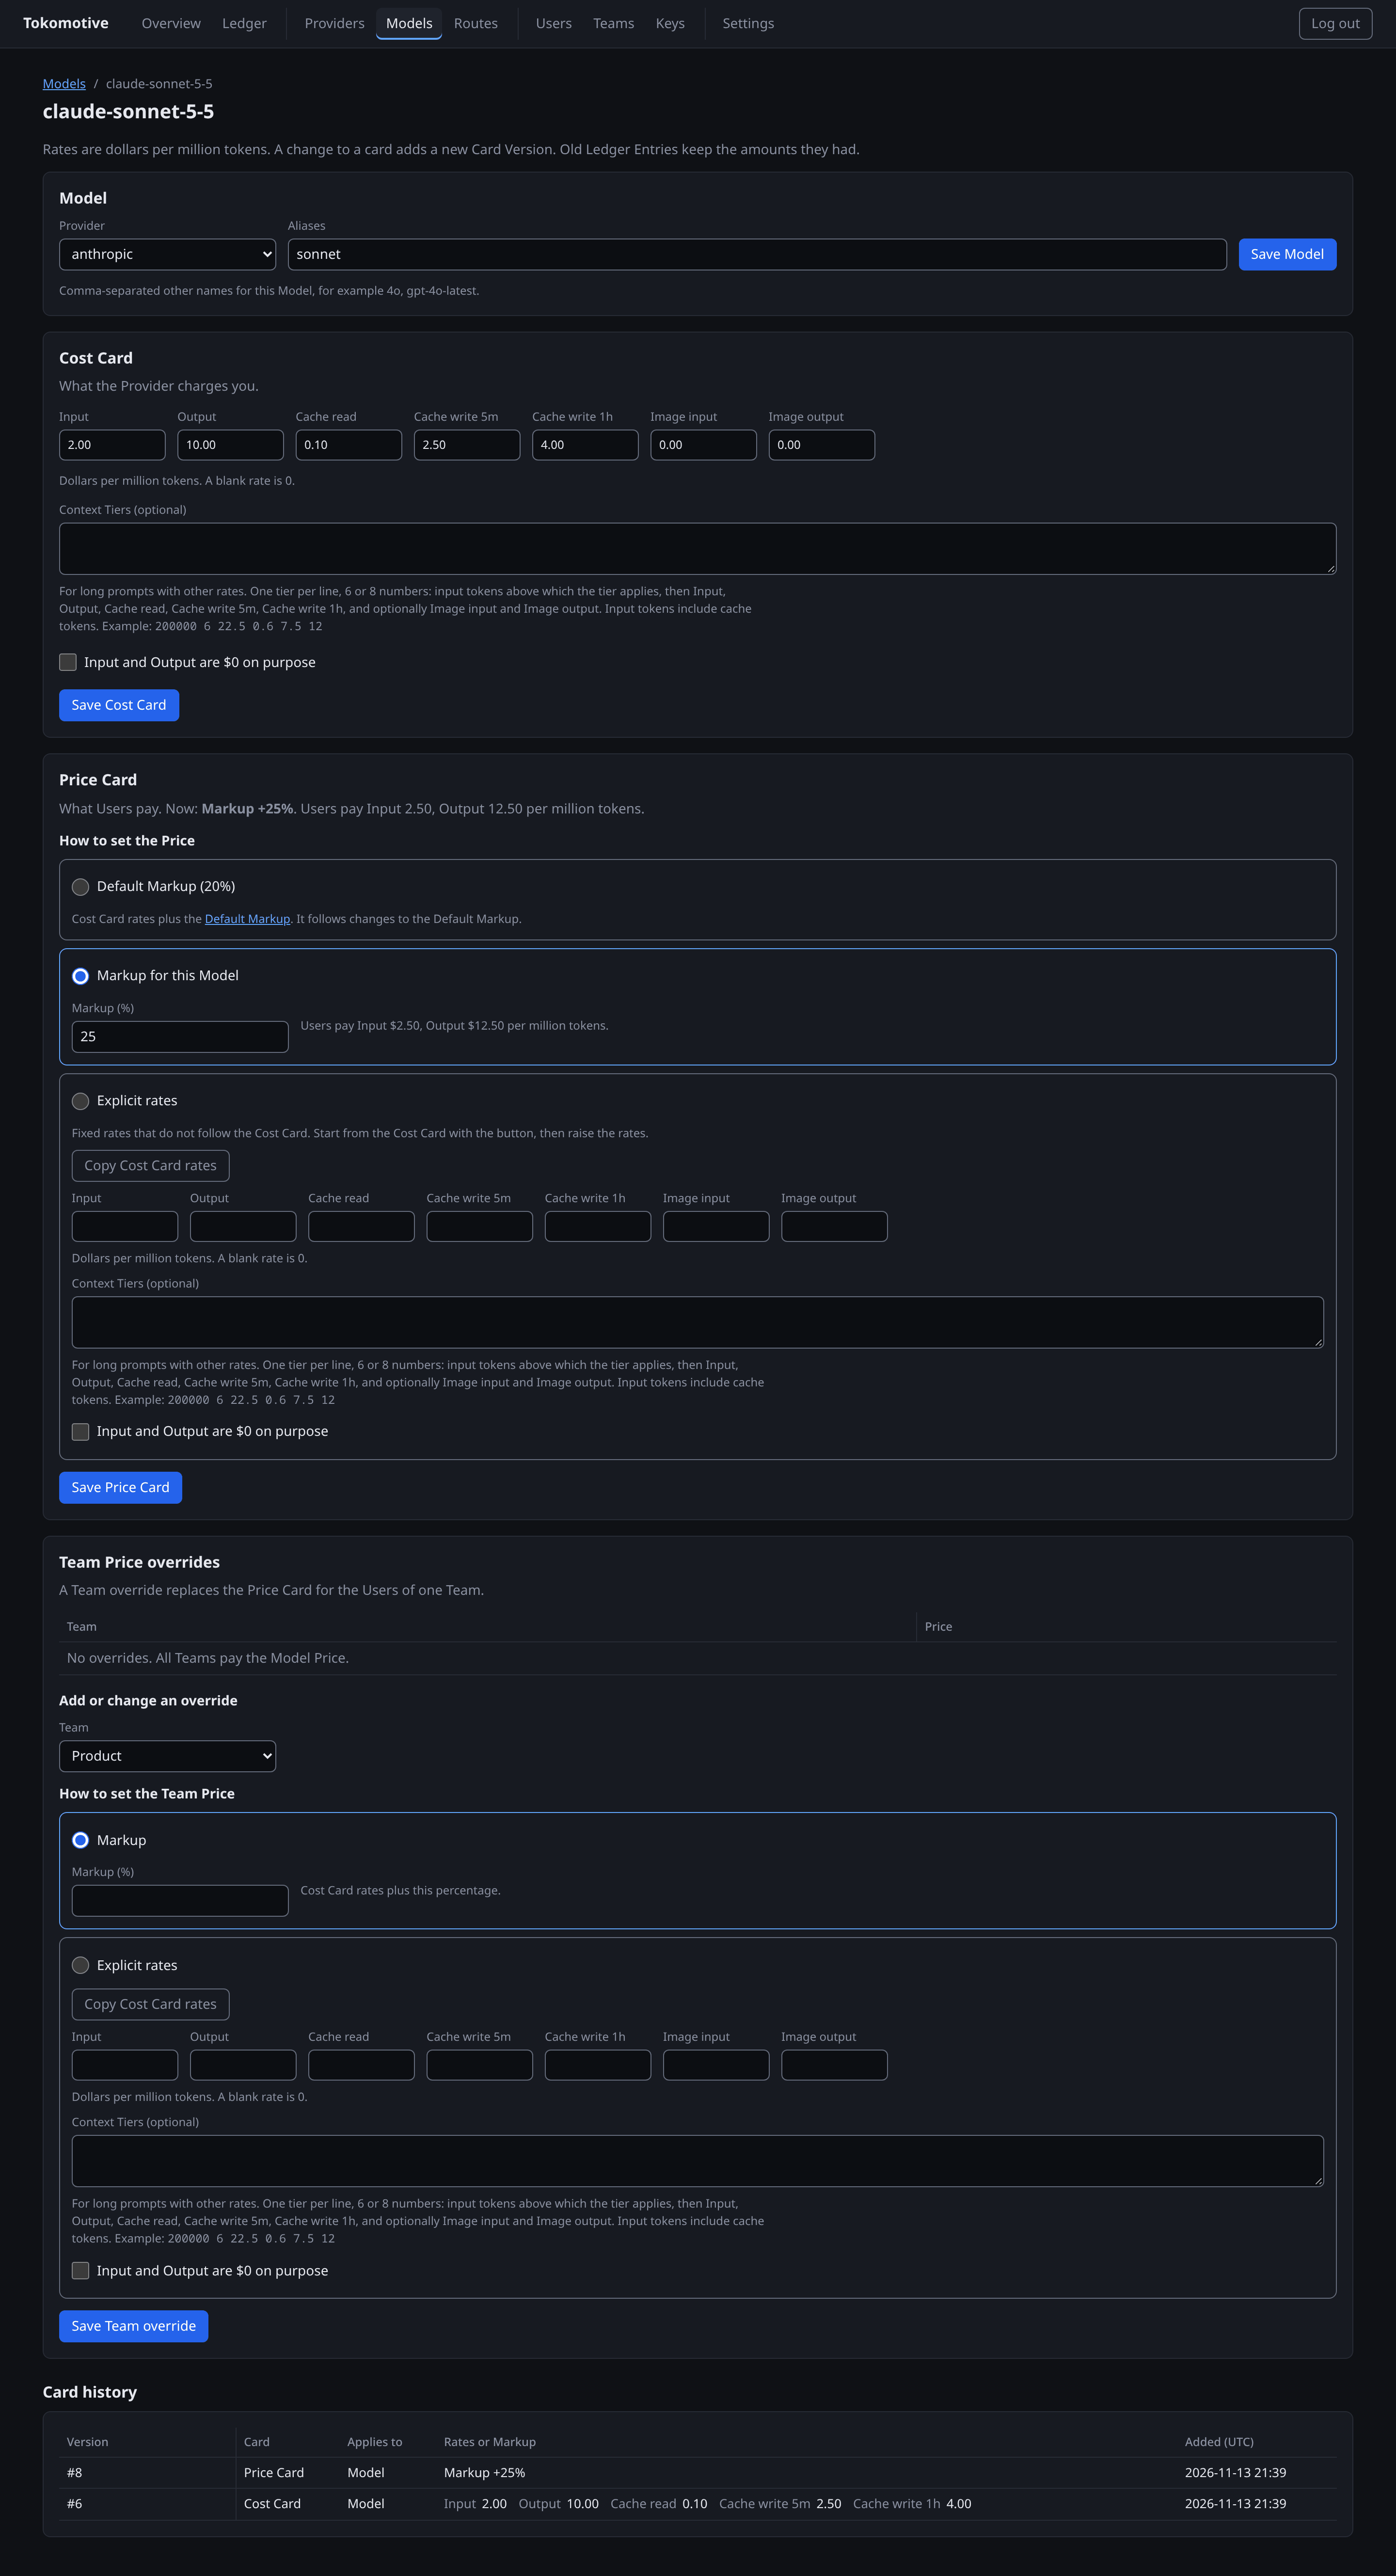 Tokomotive Overview Ledger Providers Models Routes Users Teams Keys Settings Log out
Models / claude-sonnet-5-5
claude-sonnet-5-5
Rates are dollars per million tokens. A change to a card adds a new Card Version. Old Ledger Entries keep the amounts they had.
Model
Provider Aliases
anthropic sonnet Save Model
Comma-separated other names for this Model, for example 4o, gpt-4o-latest.
Cost Card
What the Provider charges you.
Input Output Cache read Cache write 5m Cache write 1h Image input Image output
2.00 10.00 0.10 2.50 4.00 0.00 0.00
Dollars per million tokens. A blank rate is 0.
Context Tiers (optional)
For long prompts with other rates. One tier per line, 6 or 8 numbers: input tokens above which the tier applies, then Input,
Output, Cache read, Cache write 5m, Cache write 1h, and optionally Image input and Image output. Input tokens include cache
tokens. Example: 200000 6 22.5 0.6 7.5 12
Input and Output are $0 on purpose
Save Cost Card
Price Card
What Users pay. Now: Markup +25%. Users pay Input 2.50, Output 12.50 per million tokens.
How to set the Price
Default Markup (20%)
Cost Card rates plus the Default Markup. It follows changes to the Default Markup.
Markup for this Model
Markup (%)
25 Users pay Input $2.50, Output $12.50 per million tokens.
Explicit rates
Fixed rates that do not follow the Cost Card. Start from the Cost Card with the button, then raise the rates.
Copy Cost Card rates
Input Output Cache read Cache write 5m Cache write 1h Image input Image output
Dollars per million tokens. A blank rate is 0.
Context Tiers (optional)
For long prompts with other rates. One tier per line, 6 or 8 numbers: input tokens above which the tier applies, then Input,
Output, Cache read, Cache write 5m, Cache write 1h, and optionally Image input and Image output. Input tokens include cache
tokens. Example: 200000 6 22.5 0.6 7.5 12
Input and Output are $0 on purpose
Save Price Card
Team Price overrides
A Team override replaces the Price Card for the Users of one Team.
Team Price
No overrides. All Teams pay the Model Price.
Add or change an override
Team
Product
How to set the Team Price
Markup
Markup (%)
Cost Card rates plus this percentage.
Explicit rates
Copy Cost Card rates
Input Output Cache read Cache write 5m Cache write 1h Image input Image output
Dollars per million tokens. A blank rate is 0.
Context Tiers (optional)
For long prompts with other rates. One tier per line, 6 or 8 numbers: input tokens above which the tier applies, then Input,
Output, Cache read, Cache write 5m, Cache write 1h, and optionally Image input and Image output. Input tokens include cache
tokens. Example: 200000 6 22.5 0.6 7.5 12
Input and Output are $0 on purpose
Save Team override
Card history
Version Card Applies to Rates or Markup Added (UTC)
#8 Price Card Model Markup +25% 2026-11-13 21:39
#6 Cost Card Model Input 2.00 Output 10.00 Cache read 0.10 Cache write 5m 2.50 Cache write 1h 4.00 2026-11-13 21:39